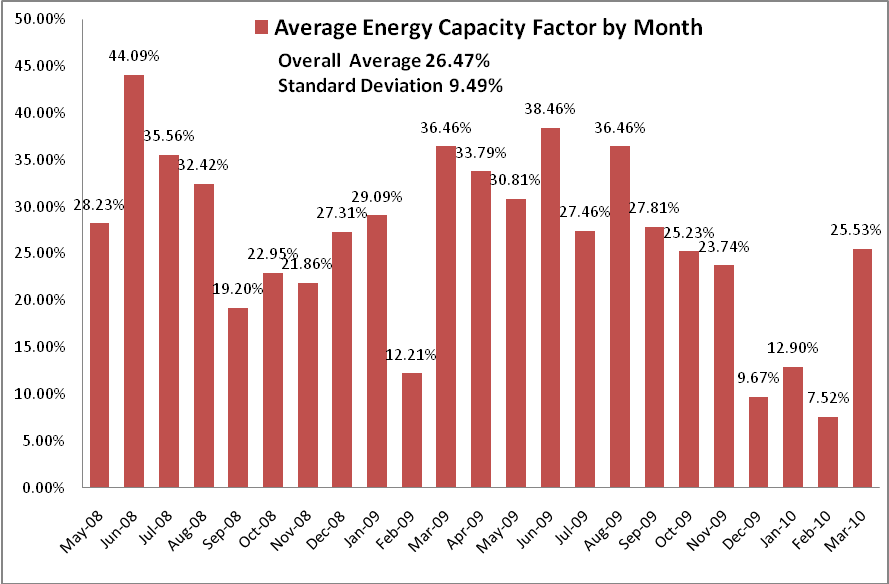 Average Energy Capacity Factor by Month
Overall  Average 26.47%
Standard Deviation 9.49%
50.00%
45.00%
40.00%
35.00%
30.00%
25.00%
20.00%
15.00%
10.00%
5.00%
0.00%
28.23%
44.09%
35.56%
32.42%
19.20%
22.95%
21.86%
27.31%
29.09%
12.21%
36.46%
33.79%
30.81%
38.46%
27.46%
36.46%
27.81%
25.23%
23.74%
9.67%
12.90%
7.52%
25.53%
May-08
Jun-08
Jul-08
Aug-08
Sep-08
Oct-08
Nov-08
Dec-08
Jan-09
Feb-09
Mar-09
Apr-09
May-09
Jun-09
Jul-09
Aug-09
Sep-09
Oct-09
Nov-09
Dec-09
Jan-10
Feb-10
Mar-10